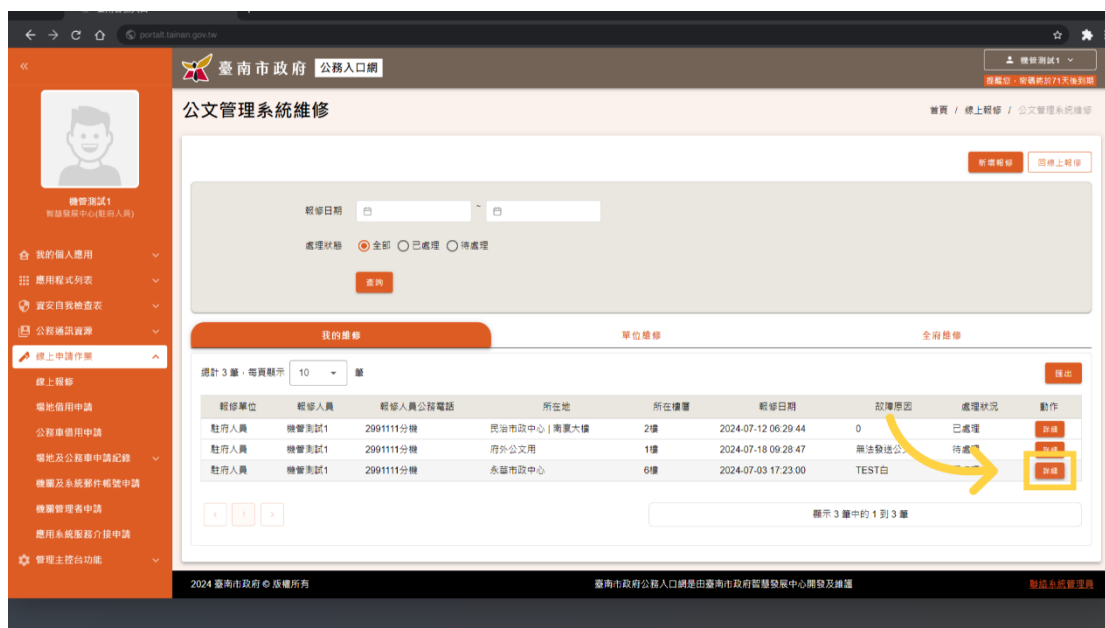 portalt.tainan.gov.tw
臺南市政府 公務入口網
機管測試1
提醒您，密碼將於71天後到期
公文管理系統維修
首頁 / 線上報修 / 公文管理系統維修
新增報修 回線上報修
機管測試1
智慧發展中心(駐府人員)
報修日期 ~
處理狀態 全部 已處理 待處理
查詢
我的個人應用
應用程式列表
資安自我檢查表
公務通訊資源
線上申請作業
線上報修
場地借用申請
公務車借用申請
場地及公務車申請紀錄
機關及系統郵件帳號申請
機關管理者申請
應用系統服務介接申請
管理主控台功能
我的維修 單位維修 全府維修
總計 3 筆，每頁顯示 10 筆
匯出
報修單位 報修人員 報修人員公務電話 所在地 所在樓層 報修日期 故障原因 處理狀況 動作
駐府人員 機管測試1 2991111分機 民治市政中心 | 南瀛大樓 2樓 2024-07-12 06:29:44 0 已處理 詳細
駐府人員 機管測試1 2991111分機 府外公文用 1樓 2024-07-18 09:28:47 無法發送公文 待處理 詳細
駐府人員 機管測試1 2991111分機 永華市政中心 6樓 2024-07-03 17:23:00 TEST白 詳細
‹ 1 ›
顯示 3 筆中的 1 到 3 筆
2024 臺南市政府 © 版權所有
臺南市政府公務入口網是由臺南市政府智慧發展中心開發及維護
聯絡系統管理員